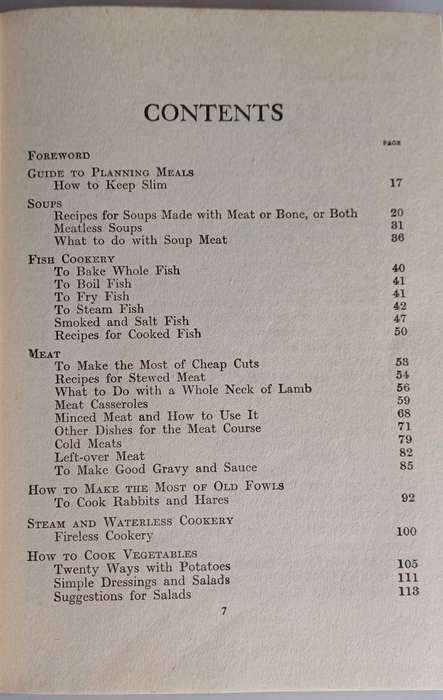 CONTENTS
PAGE
FOREWORD
GUIDE TO PLANNING MEALS
How to Keep Slim 17
SOUPS
Recipes for Soups Made with Meat or Bone, or Both 20
Meatless Soups 31
What to do with Soup Meat 36
FISH COOKERY
To Bake Whole Fish 40
To Boil Fish 41
To Fry Fish 41
To Steam Fish 42
Smoked and Salt Fish 47
Recipes for Cooked Fish 50
MEAT
To Make the Most of Cheap Cuts 53
Recipes for Stewed Meat 54
What to Do with a Whole Neck of Lamb 56
Meat Casseroles 59
Minced Meat and How to Use It 68
Other Dishes for the Meat Course 71
Cold Meats 79
Left-over Meat 82
To Make Good Gravy and Sauce 85
HOW TO MAKE THE MOST OF OLD FOWLS
To Cook Rabbits and Hares 92
STEAM AND WATERLESS COOKERY
Fireless Cookery 100
HOW TO COOK VEGETABLES
Twenty Ways with Potatoes 105
Simple Dressings and Salads 111
Suggestions for Salads 113
7